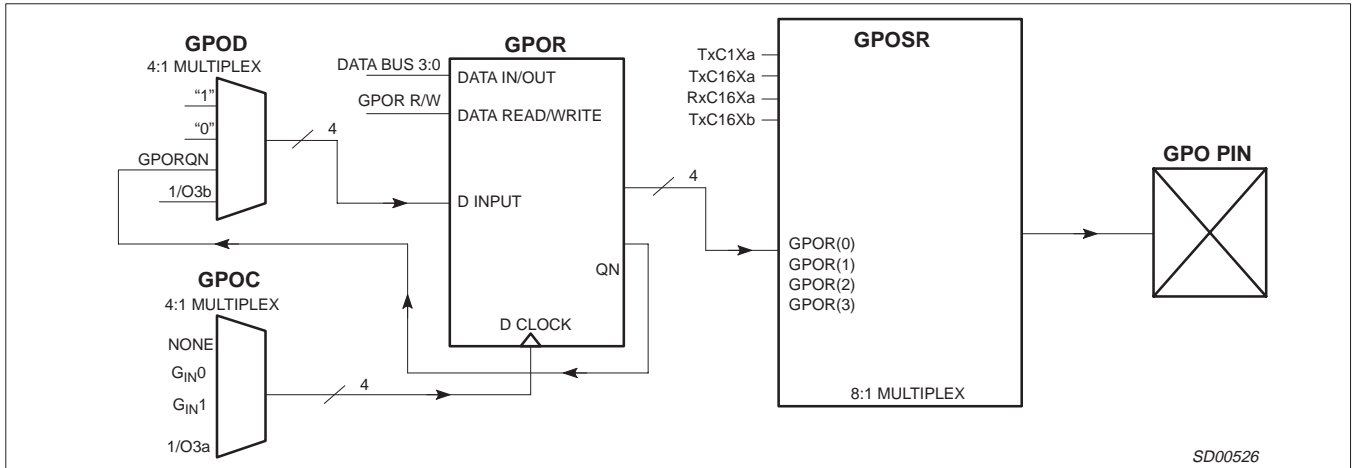 GPOD
4:1 MULTIPLEX
“1”
“0”
GPORQN
1/O3b
4
GPOC
4:1 MULTIPLEX
NONE
GIN0
GIN1
1/O3a
4
GPOR
DATA BUS 3:0
DATA IN/OUT
GPOR R/W
DATA READ/WRITE
D INPUT
QN
D CLOCK
4
GPOSR
TxC1Xa
TxC16Xa
RxC16Xa
TxC16Xb
GPOR(0)
GPOR(1)
GPOR(2)
GPOR(3)
8:1 MULTIPLEX
GPO PIN
SD00526